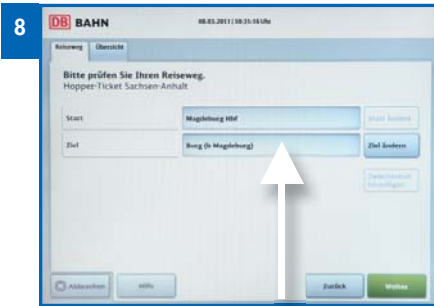 8
DB BAHN
08.03.2011 | 10:31:16 Uhr
Reiseweg Übersicht
Bitte prüfen Sie Ihren Reiseweg.
Hopper-Ticket Sachsen-Anhalt
Start Magdeburg Hbf Start ändern
Ziel Burg (b Magdeburg) Ziel ändern
Zwischenhalt
hinzufügen
Abbrechen Hilfe Zurück Weiter